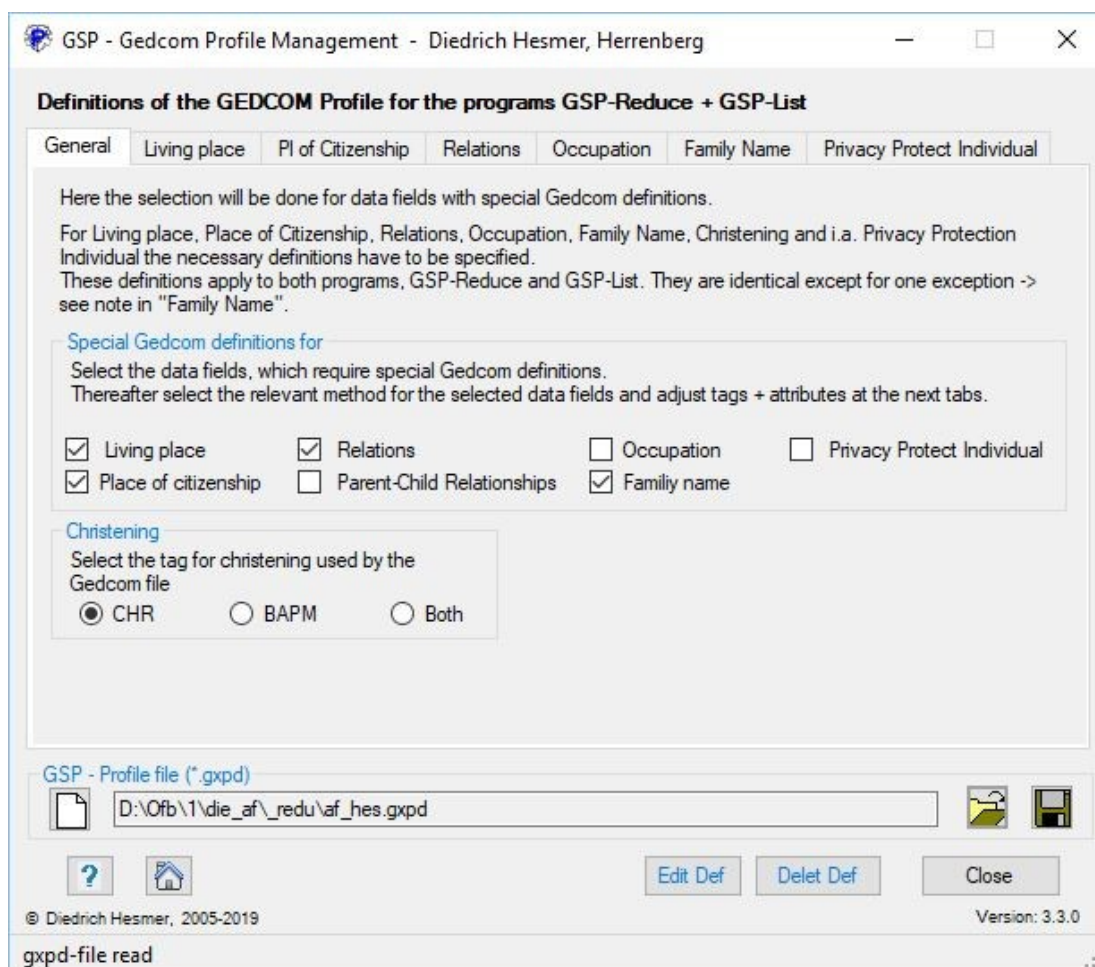 GSP - Gedcom Profile Management - Diedrich Hesmer, Herrenberg
Definitions of the GEDCOM Profile for the programs GSP-Reduce + GSP-List
General Living place Pl of Citizenship Relations Occupation Family Name Privacy Protect Individual
Here the selection will be done for data fields with special Gedcom definitions.
For Living place, Place of Citizenship, Relations, Occupation, Family Name, Christening and i.a. Privacy Protection
Individual the necessary definitions have to be specified.
These definitions apply to both programs, GSP-Reduce and GSP-List. They are identical except for one exception ->
see note in "Family Name".
Special Gedcom definitions for
Select the data fields, which require special Gedcom definitions.
Thereafter select the relevant method for the selected data fields and adjust tags + attributes at the next tabs.
Living place Relations Occupation Privacy Protect Individual
Place of citizenship Parent-Child Relationships Familiy name
Christening
Select the tag for christening used by the
Gedcom file
CHR BAPM Both
GSP - Profile file (*.gxpd)
D:\Ofb\1\die_af\_redu\af_hes.gxpd
? Edit Def Delet Def Close
© Diedrich Hesmer, 2005-2019 Version: 3.3.0
gxpd-file read